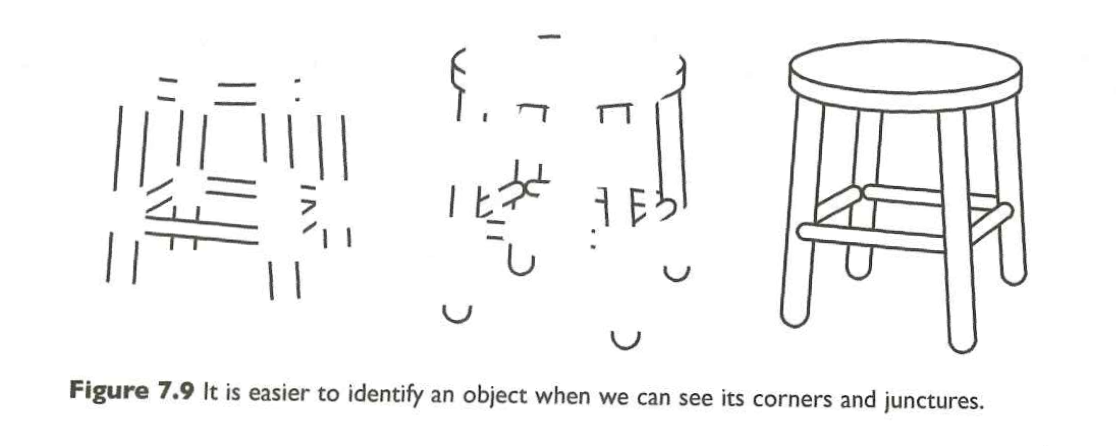 Figure 7.9 It is easier to identify an object when we can see its corners and junctures.